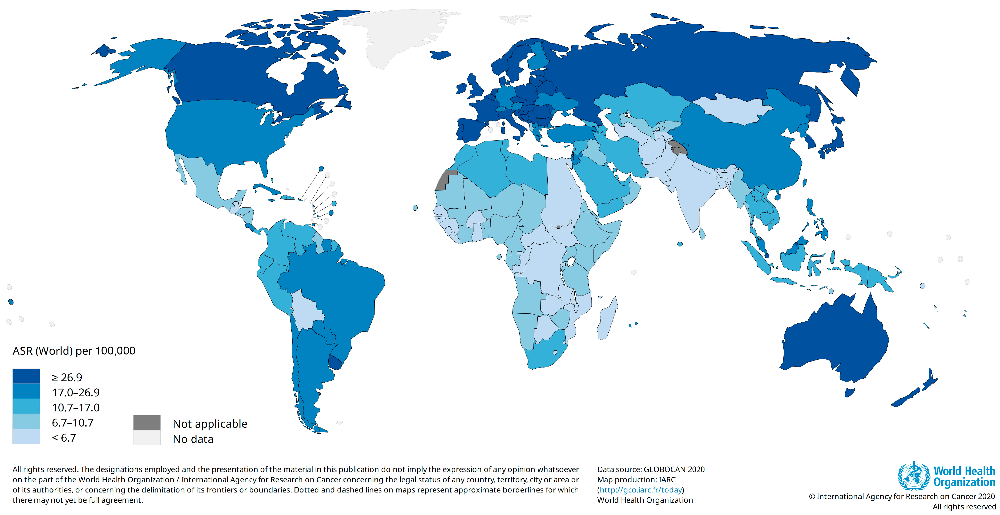 ASR (World) per 100,000
≥ 26.9
17.0–26.9
10.7–17.0
6.7–10.7
< 6.7
Not applicable
No data
All rights reserved. The designations employed and the presentation of the material in this publication do not imply the expression of any opinion whatsoever
on the part of the World Health Organization / International Agency for Research on Cancer concerning the legal status of any country, territory, city or area or
of its authorities, or concerning the delimitation of its frontiers or boundaries. Dotted and dashed lines on maps represent approximate borderlines for which
there may not yet be full agreement.
Data source: GLOBOCAN 2020
Map production: IARC
(http://gco.iarc.fr/today)
World Health Organization
World Health
Organization
© International Agency for Research on Cancer 2020
All rights reserved